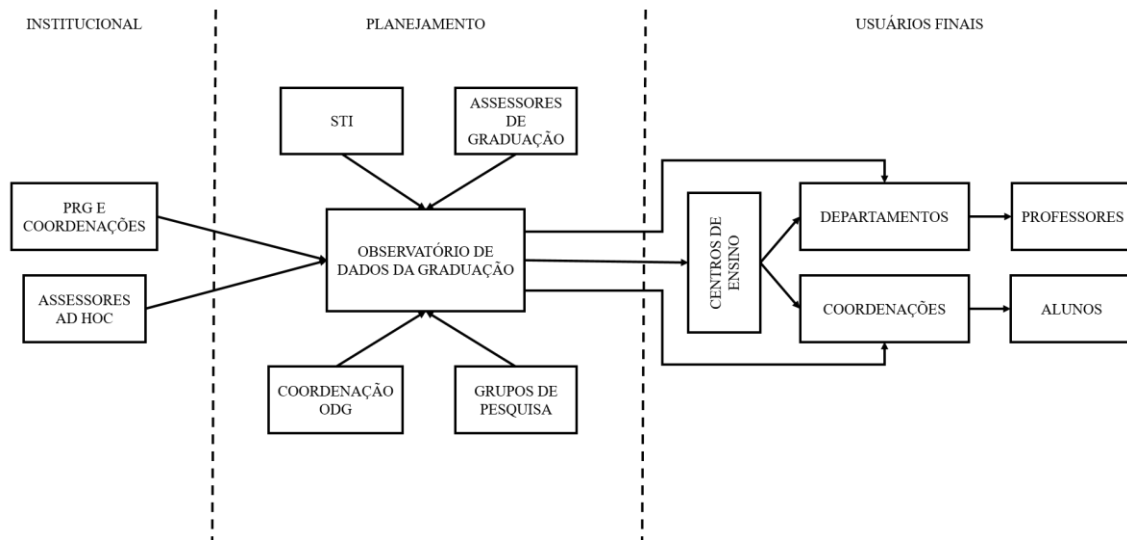 INSTITUCIONAL
PLANEJAMENTO
USUÁRIOS FINAIS
STI
ASSESSORES
DE
GRADUAÇÃO
PRG E
COORDENAÇÕES
ASSESSORES
AD HOC
OBSERVATÓRIO DE
DADOS DA GRADUAÇÃO
COORDENAÇÃO
ODG
GRUPOS DE
PESQUISA
CENTROS DE
ENSINO
DEPARTAMENTOS
PROFESSORES
COORDENAÇÕES
ALUNOS